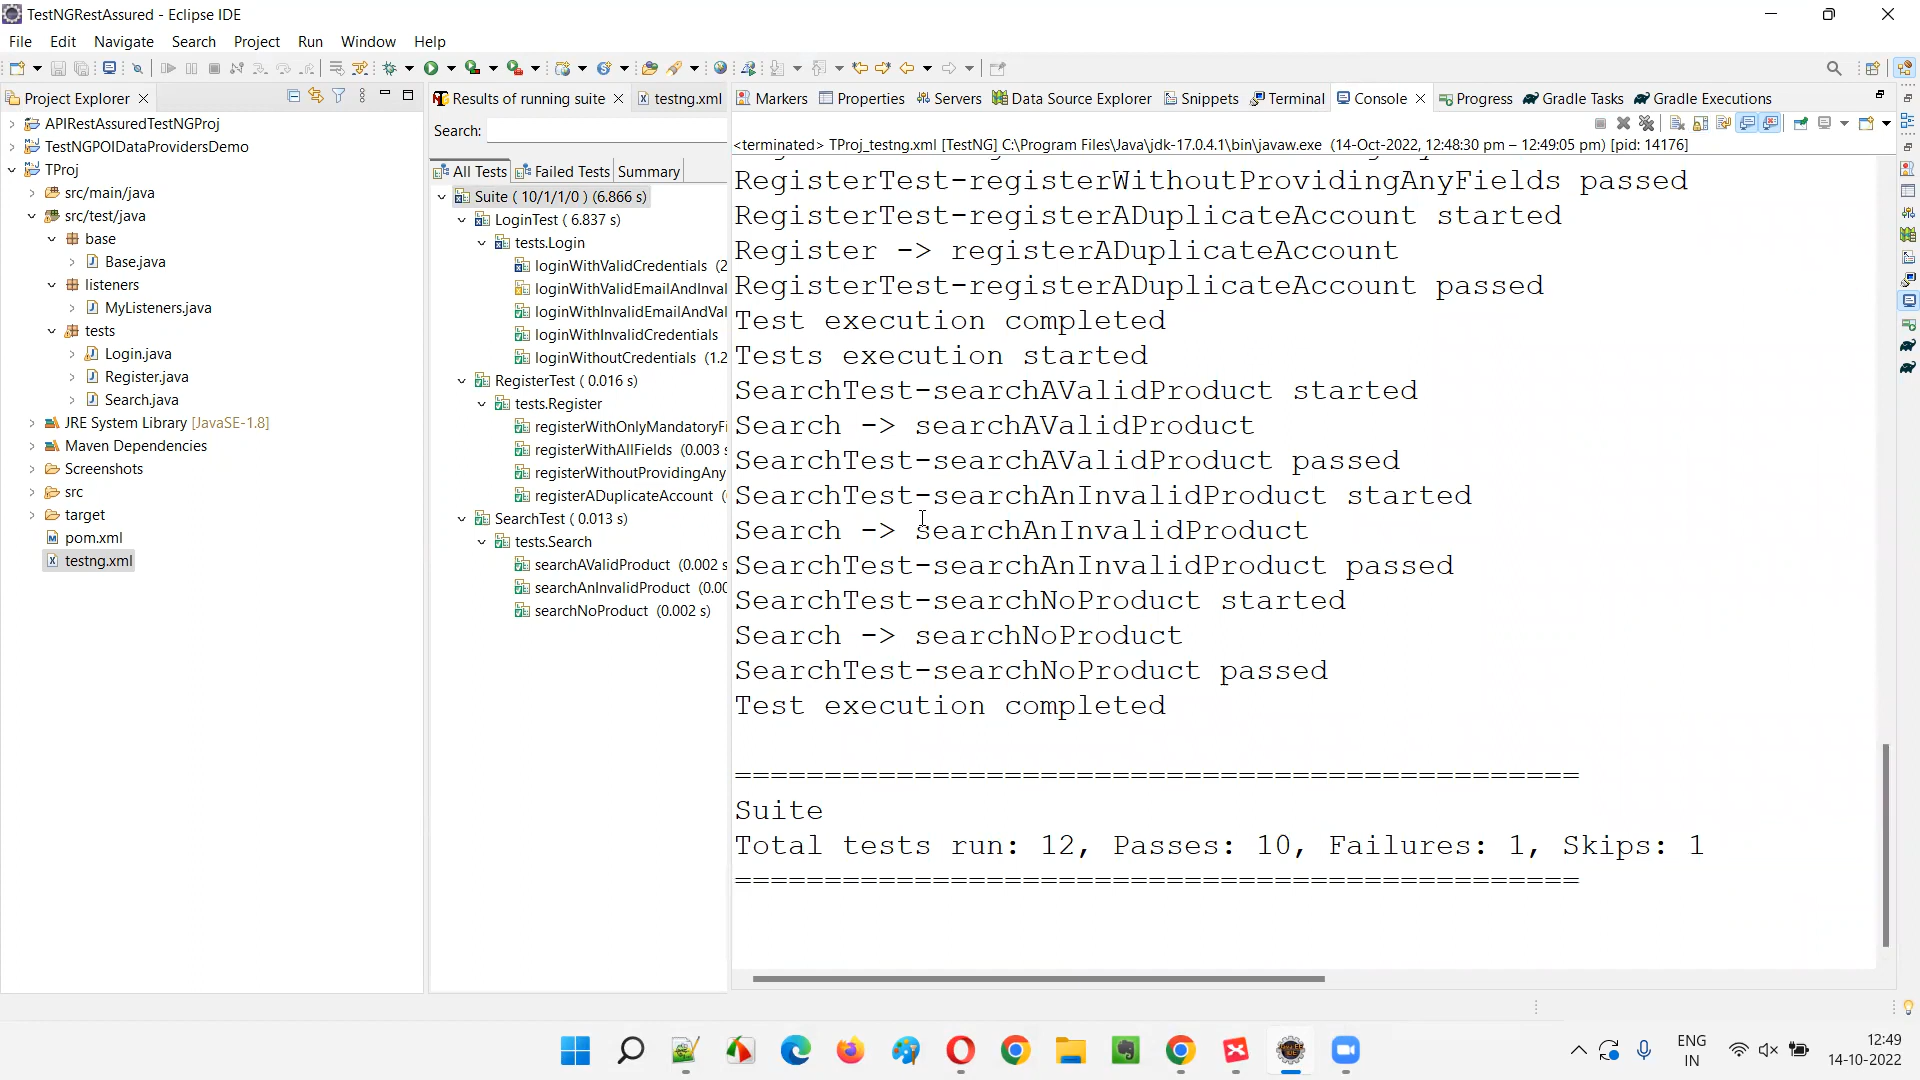 TestNGRestAssured - Eclipse IDE
File Edit Navigate Search Project Run Window Help
Project Explorer
APIRestAssuredTestNGProj
TestNGPOIDataProvidersDemo
TProj
src/main/java
src/test/java
base
Base.java
listeners
MyListeners.java
tests
Login.java
Register.java
Search.java
JRE System Library [JavaSE-1.8]
Maven Dependencies
Screenshots
src
target
pom.xml
testng.xml
Results of running suite testng.xml
Search:
All Tests Failed Tests Summary
Suite ( 10/1/1/0 ) (6.866 s)
LoginTest ( 6.837 s)
tests.Login
loginWithValidCredentials (2
loginWithValidEmailAndInval
loginWithInvalidEmailAndVal
loginWithInvalidCredentials
loginWithoutCredentials (1.2
RegisterTest ( 0.016 s)
tests.Register
registerWithOnlyMandatoryFi
registerWithAllFields (0.003 s
registerWithoutProvidingAny
registerADuplicateAccount (
SearchTest ( 0.013 s)
tests.Search
searchAValidProduct (0.002 s
searchAnInvalidProduct (0.00
searchNoProduct (0.002 s)
Markers Properties Servers Data Source Explorer Snippets Terminal Console Progress Gradle Tasks Gradle Executions
<terminated> TProj_testng.xml [TestNG] C:\Program Files\Java\jdk-17.0.4.1\bin\javaw.exe (14-Oct-2022, 12:48:30 pm – 12:49:05 pm) [pid: 14176]
RegisterTest-registerWithoutProvidingAnyFields passed
RegisterTest-registerADuplicateAccount started
Register -> registerADuplicateAccount
RegisterTest-registerADuplicateAccount passed
Test execution completed
Tests execution started
SearchTest-searchAValidProduct started
Search -> searchAValidProduct
SearchTest-searchAValidProduct passed
SearchTest-searchAnInvalidProduct started
Search -> searchAnInvalidProduct
SearchTest-searchAnInvalidProduct passed
SearchTest-searchNoProduct started
Search -> searchNoProduct
SearchTest-searchNoProduct passed
Test execution completed
===============================================
Suite
Total tests run: 12, Passes: 10, Failures: 1, Skips: 1
===============================================
ENG
IN
12:49
14-10-2022